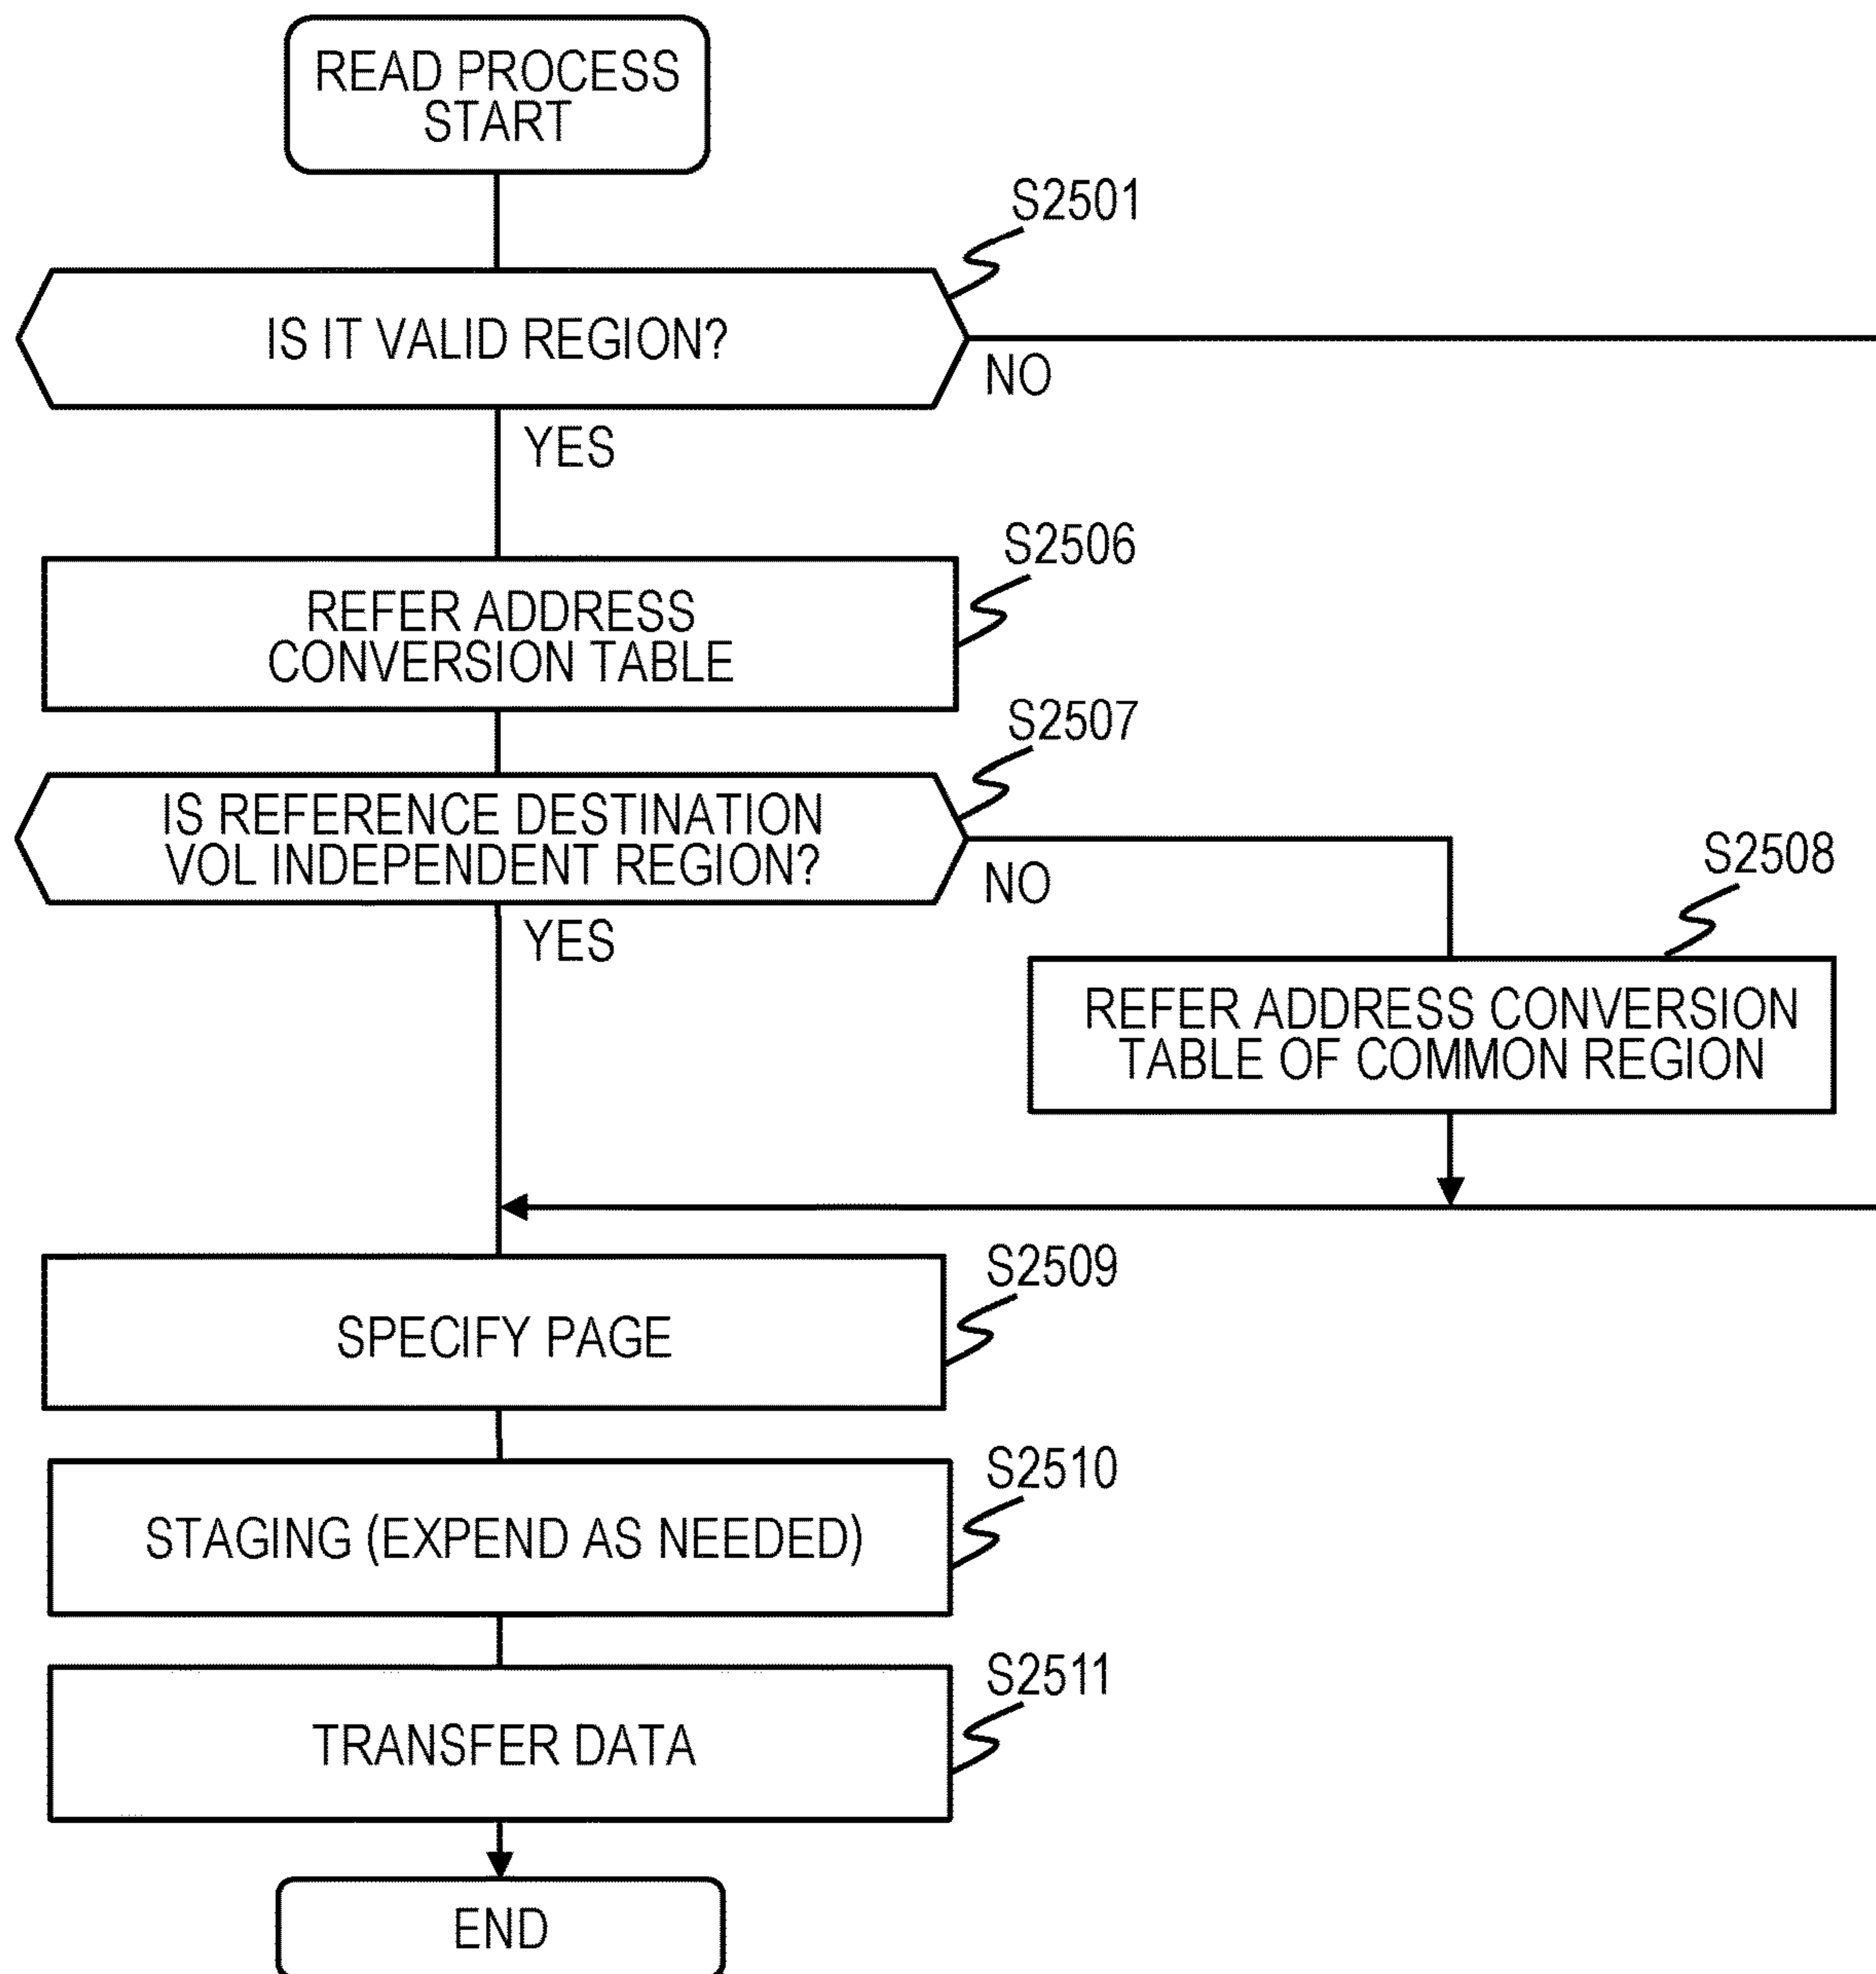 READ PROCESS
START
S2501
IS IT VALID REGION?
NO
YES
S2506
REFER ADDRESS
CONVERSION TABLE
S2507
IS REFERENCE DESTINATION
VOL INDEPENDENT REGION?
NO
YES
S2508
REFER ADDRESS CONVERSION
TABLE OF COMMON REGION
S2509
SPECIFY PAGE
S2510
STAGING (EXPEND AS NEEDED)
S2511
TRANSFER DATA
END